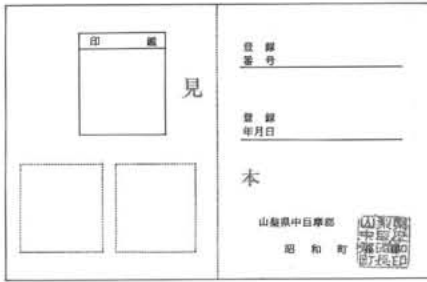 印 鑑
見
登 録
番 号
登 録
年月日
本
山梨県中巨摩郡
昭 和 町